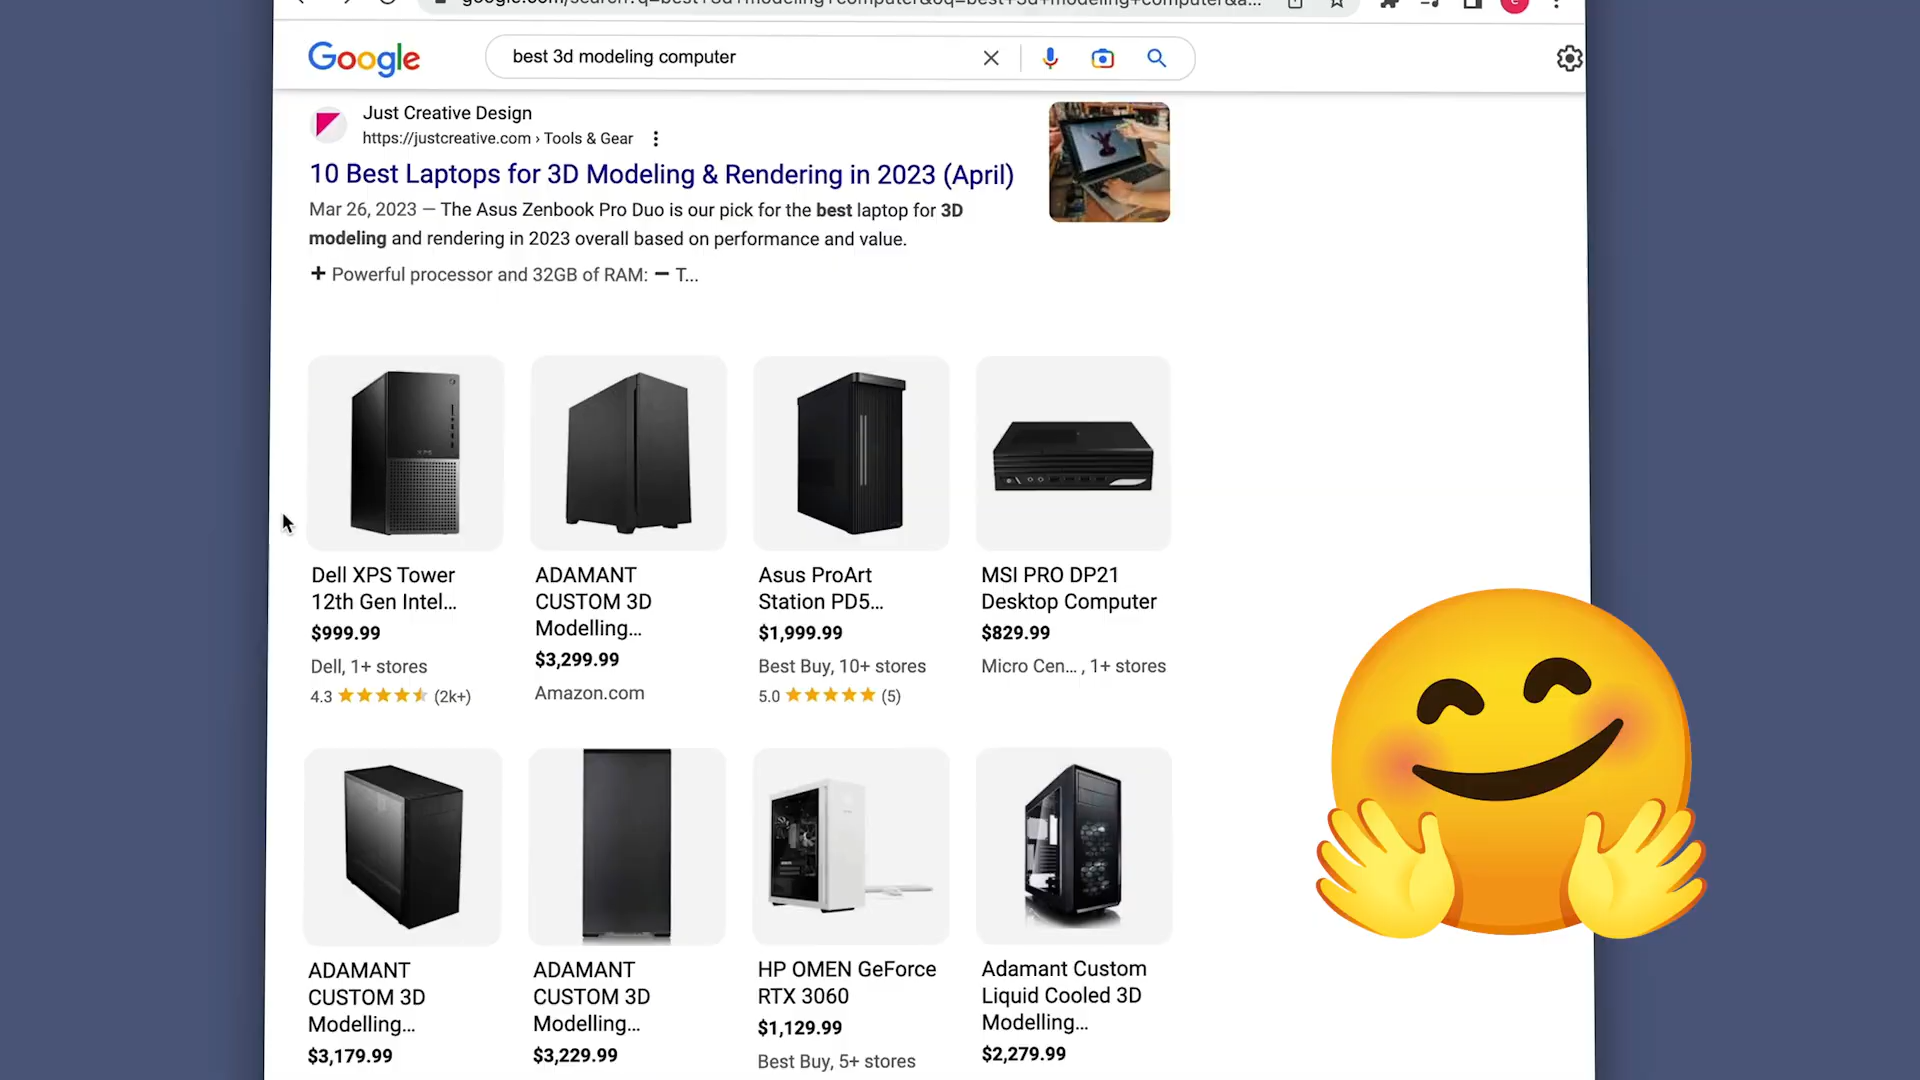 Google
best 3d modeling computer
Just Creative Design
https://justcreative.com › Tools & Gear
10 Best Laptops for 3D Modeling & Rendering in 2023 (April)
Mar 26, 2023 — The Asus Zenbook Pro Duo is our pick for the best laptop for 3D
modeling and rendering in 2023 overall based on performance and value.
+ Powerful processor and 32GB of RAM: − T...
XPS
Dell XPS Tower
12th Gen Intel...
$999.99
Dell, 1+ stores
4.3 (2k+)
ADAMANT
CUSTOM 3D
Modelling...
$3,299.99
Amazon.com
Asus ProArt
Station PD5...
$1,999.99
Best Buy, 10+ stores
5.0 (5)
MSI PRO DP21
Desktop Computer
$829.99
Micro Cen... , 1+ stores
ADAMANT
CUSTOM 3D
Modelling...
$3,179.99
ADAMANT
CUSTOM 3D
Modelling...
$3,229.99
HP OMEN GeForce
RTX 3060
$1,129.99
Best Buy, 5+ stores
Adamant Custom
Liquid Cooled 3D
Modelling...
$2,279.99